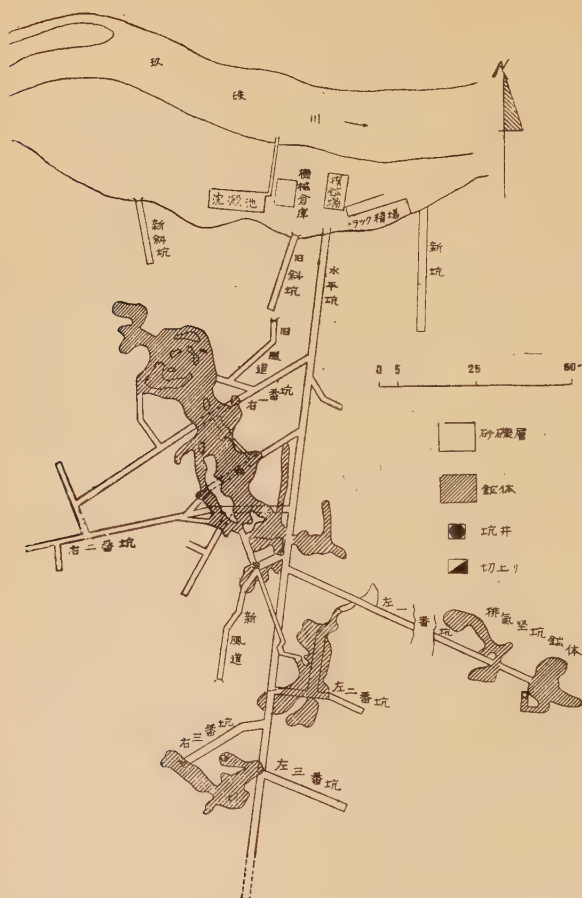 玖
珠
川
N
機械倉庫
沈澱池
トラック積場
新斜坑
旧斜坑
水平坑
新坑
旧風道
右一番坑
0 5 25 50
砂礫層
鉱体
坑井
切上り
右二番坑
新風道
左一番坑
排氣竪坑鉱体
左二番坑
右三番坑
左三番坑